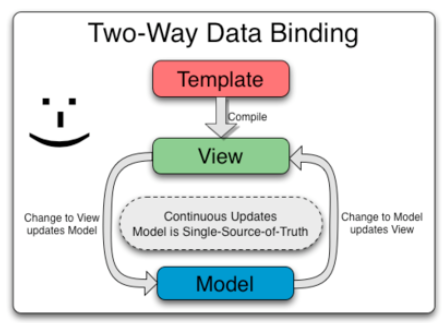 Two-Way Data Binding
Template
Compile
View
Change to View
updates Model
Continuous Updates
Model is Single-Source-of-Truth
Change to Model
updates View
Model